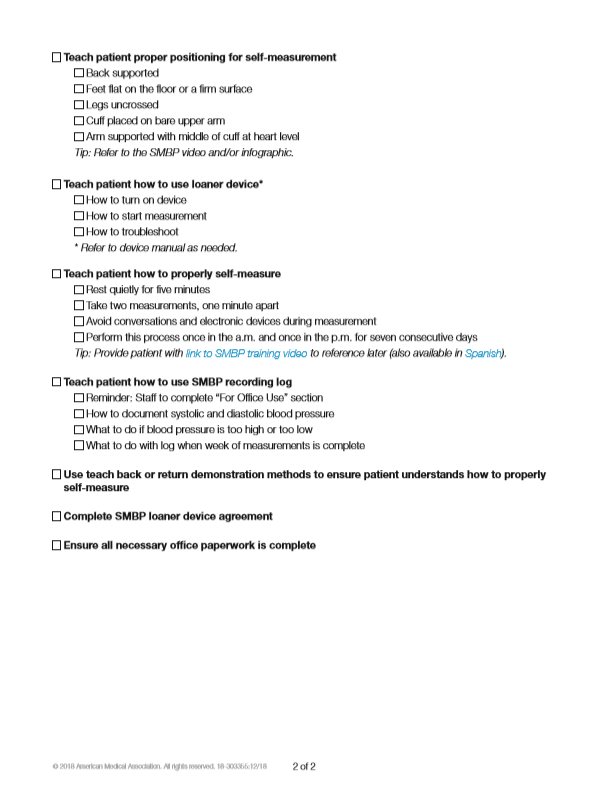 Teach patient proper positioning for self-measurement
Back supported
Feet flat on the floor or a firm surface
Legs uncrossed
Cuff placed on bare upper arm
Arm supported with middle of cuff at heart level
Tip: Refer to the SMBP video and/or infographic.
Teach patient how to use loaner device*
How to turn on device
How to start measurement
How to troubleshoot
* Refer to device manual as needed.
Teach patient how to properly self-measure
Rest quietly for five minutes
Take two measurements, one minute apart
Avoid conversations and electronic devices during measurement
Perform this process once in the a.m. and once in the p.m. for seven consecutive days
Tip: Provide patient with link to SMBP training video to reference later (also available in Spanish).
Teach patient how to use SMBP recording log
Reminder: Staff to complete “For Office Use” section
How to document systolic and diastolic blood pressure
What to do if blood pressure is too high or too low
What to do with log when week of measurements is complete
Use teach back or return demonstration methods to ensure patient understands how to properly
self-measure
Complete SMBP loaner device agreement
Ensure all necessary office paperwork is complete
© 2018 American Medical Association. All rights reserved. 18-303355:12/18 2 of 2